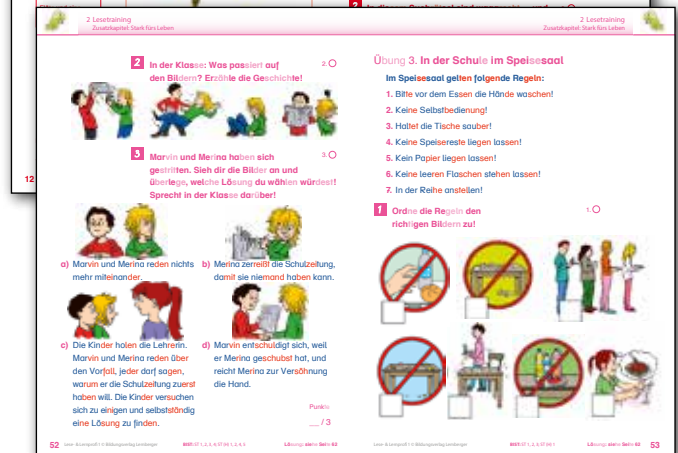 2 Lesetraining
Zusatzkapitel: Stark fürs Leben
2 In der Klasse: Was passiert auf
den Bildern? Erzähle die Geschichte!
2.
3 Marvin und Merina haben sich
gestritten. Sieh dir die Bilder an und
überlege, welche Lösung du wählen würdest!
Sprecht in der Klasse darüber!
3.
a) Marvin und Merina reden nichts
mehr miteinander.
b) Merina zerreißt die Schulzeitung,
damit sie niemand haben kann.
c) Die Kinder holen die Lehrerin.
Marvin und Merina reden über
den Vorfall, jeder darf sagen,
warum er die Schulzeitung zuerst
haben will. Die Kinder versuchen
sich zu einigen und selbstständig
eine Lösung zu finden.
d) Marvin entschuldigt sich, weil
er Merina geschubst hat, und
reicht Merina zur Versöhnung
die Hand.
Punkte
__ / 3
52
2 Lesetraining
Zusatzkapitel: Stark fürs Leben
Übung 3. In der Schule im Speisesaal
Im Speisesaal gelten folgende Regeln:
1. Bitte vor dem Essen die Hände waschen!
2. Keine Selbstbedienung!
3. Haltet die Tische sauber!
4. Keine Speisereste liegen lassen!
5. Kein Papier liegen lassen!
6. Keine leeren Flaschen stehen lassen!
7. In der Reihe anstellen!
1 Ordne die Regeln den
richtigen Bildern zu!
1.
53
12